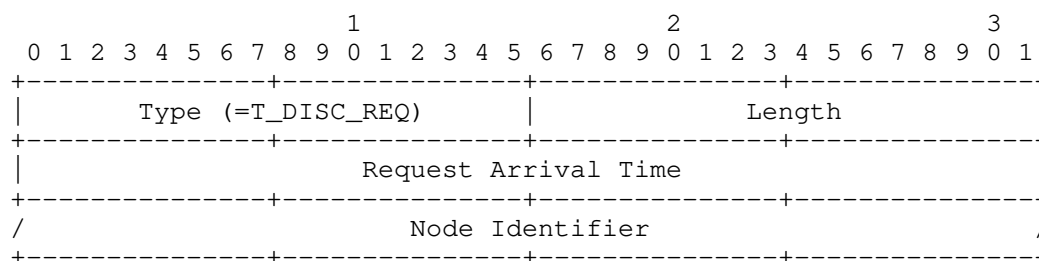 1                   2                   3
 0 1 2 3 4 5 6 7 8 9 0 1 2 3 4 5 6 7 8 9 0 1 2 3 4 5 6 7 8 9 0 1
+---------------+---------------+---------------+---------------
|       Type (=T_DISC_REQ)      |             Length
+---------------+---------------+---------------+---------------
|                     Request Arrival Time
+---------------+---------------+---------------+---------------
/                        Node Identifier                       /
+---------------+---------------+---------------+---------------